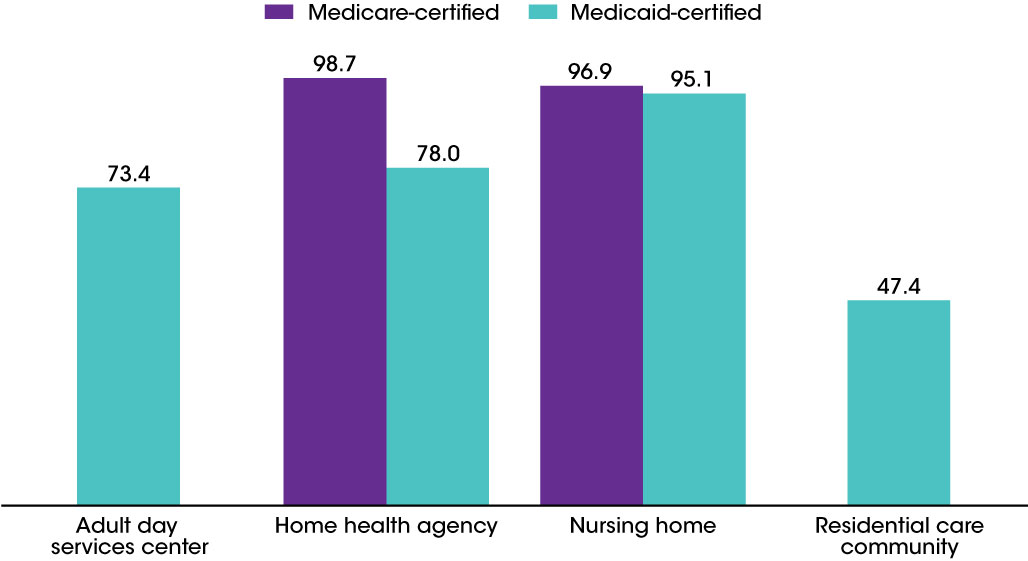 Medicare-certified Medicaid-certified
98.7
96.9
95.1
78.0
73.4
47.4
Adult day
services center
Home health agency
Nursing home
Residential care
community